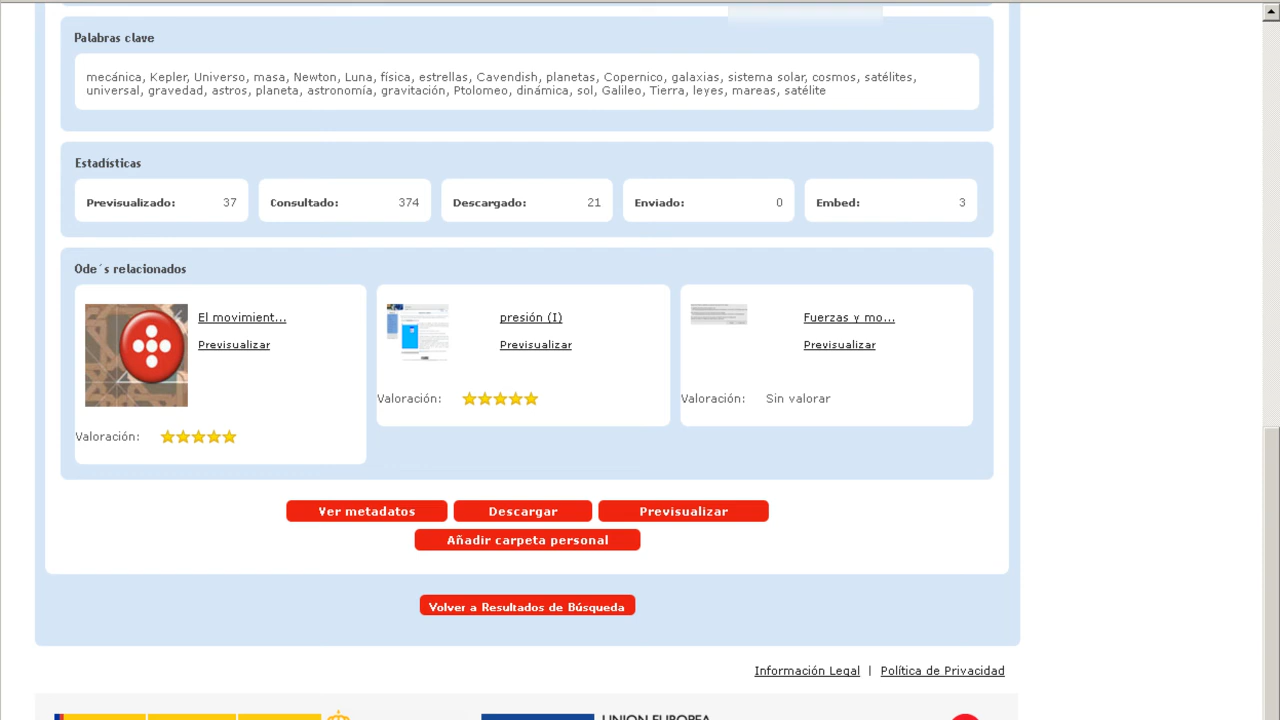 Palabras clave
mecánica, Kepler, Universo, masa, Newton, Luna, física, estrellas, Cavendish, planetas, Copernico, galaxias, sistema solar, cosmos, satélites,
universal, gravedad, astros, planeta, astronomía, gravitación, Ptolomeo, dinámica, sol, Galileo, Tierra, leyes, mareas, satélite
Estadísticas
Previsualizado: 37 Consultado: 374 Descargado: 21 Enviado: 0 Embed: 3
Ode´s relacionados
El movimient... presión (I) Fuerzas y mo...
Previsualizar Previsualizar Previsualizar
Valoración: Valoración: Sin valorar
Valoración:
Ver metadatos Descargar Previsualizar
Añadir carpeta personal
Volver a Resultados de Búsqueda
Información Legal | Política de Privacidad
UNION EUROPEA